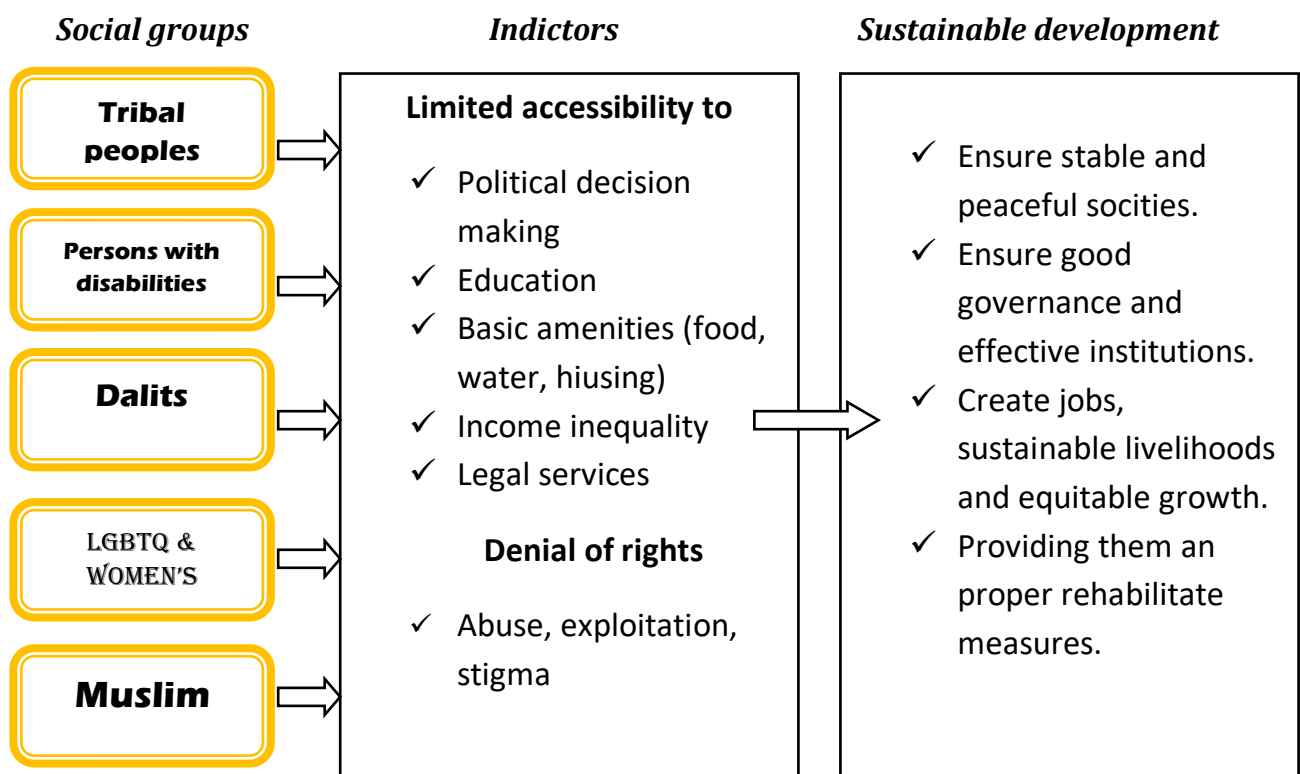 Social groups
Indictors
Sustainable development
Tribal
peoples
Persons with
disabilities
Dalits
LGBTQ &
WOMEN'S
Muslim
Limited accessibility to
✓ Political decision
making
✓ Education
✓ Basic amenities (food,
water, hiusing)
✓ Income inequality
✓ Legal services
Denial of rights
✓ Abuse, exploitation,
stigma
✓ Ensure stable and
peaceful socities.
✓ Ensure good
governance and
effective institutions.
✓ Create jobs,
sustainable livelihoods
and equitable growth.
✓ Providing them an
proper rehabilitate
measures.